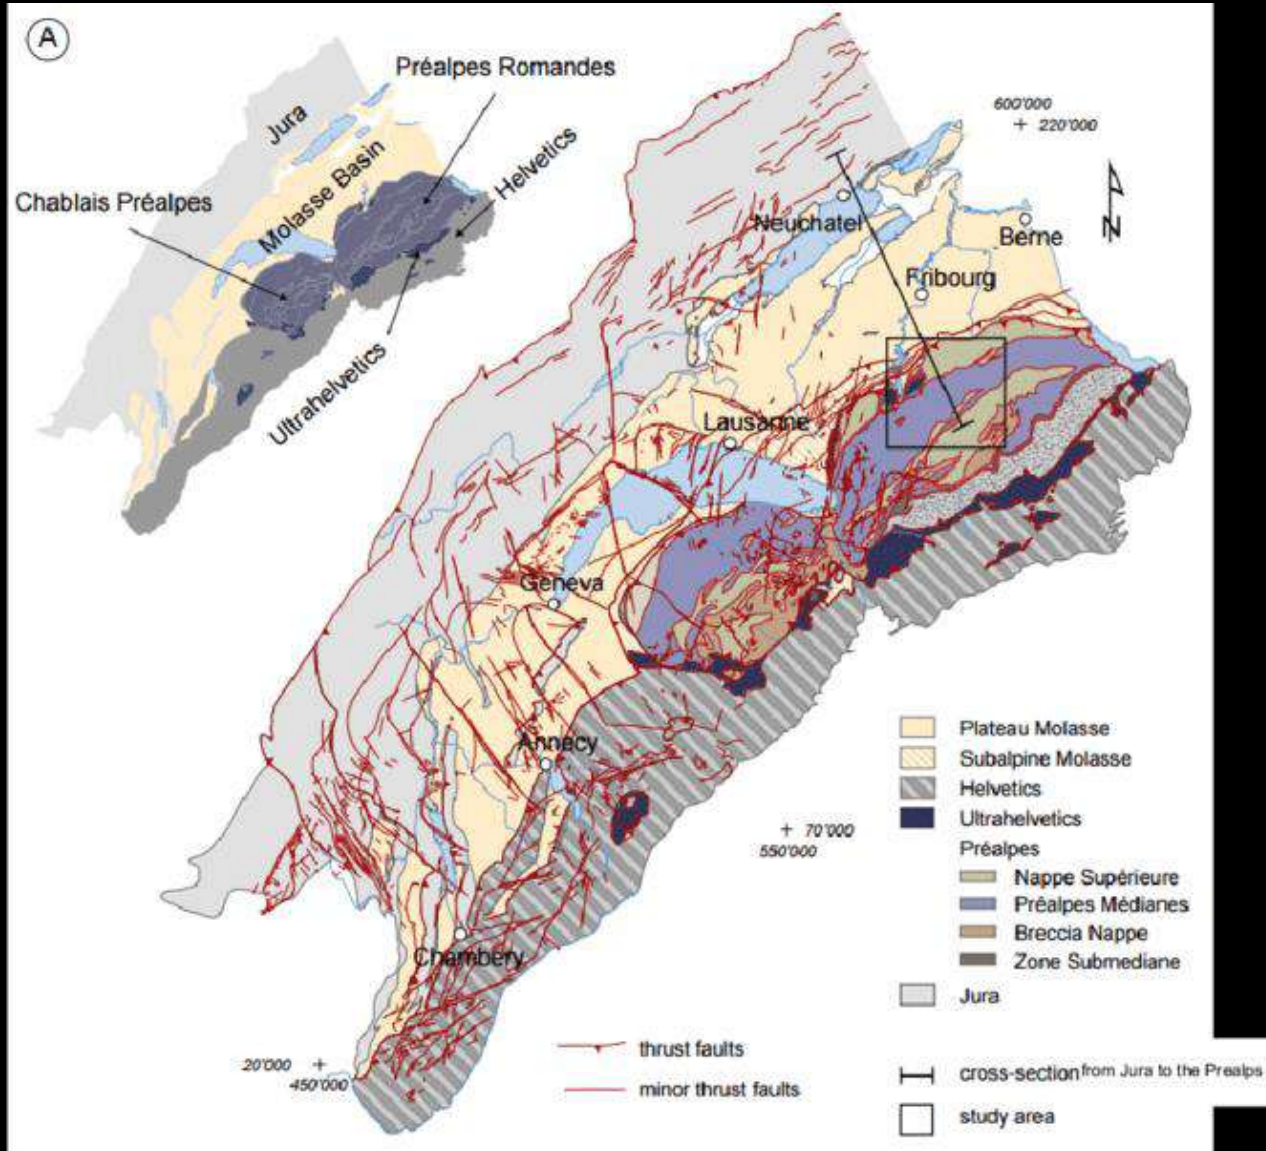 A
Préalpes Romandes
Jura
Helvetics
Molasse Basin
Chablais Préalpes
Ultrahelvetics
600'000
220'000
N
Neuchatel
Berne
Fribourg
Lausanne
Geneva
Annecy
Chambéry
70'000
550'000
20'000
450'000
Plateau Molasse
Subalpine Molasse
Helvetics
Ultrahelvetics
Préalpes
Nappe Supérieure
Préalpes Médianes
Breccia Nappe
Zone Submediane
Jura
thrust faults
minor thrust faults
cross-section from Jura to the Prealps
study area